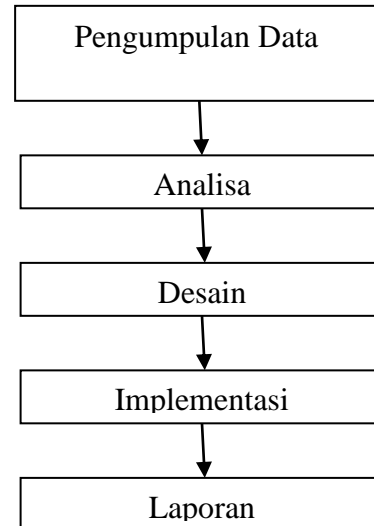 Pengumpulan Data
Analisa
Desain
Implementasi
Laporan